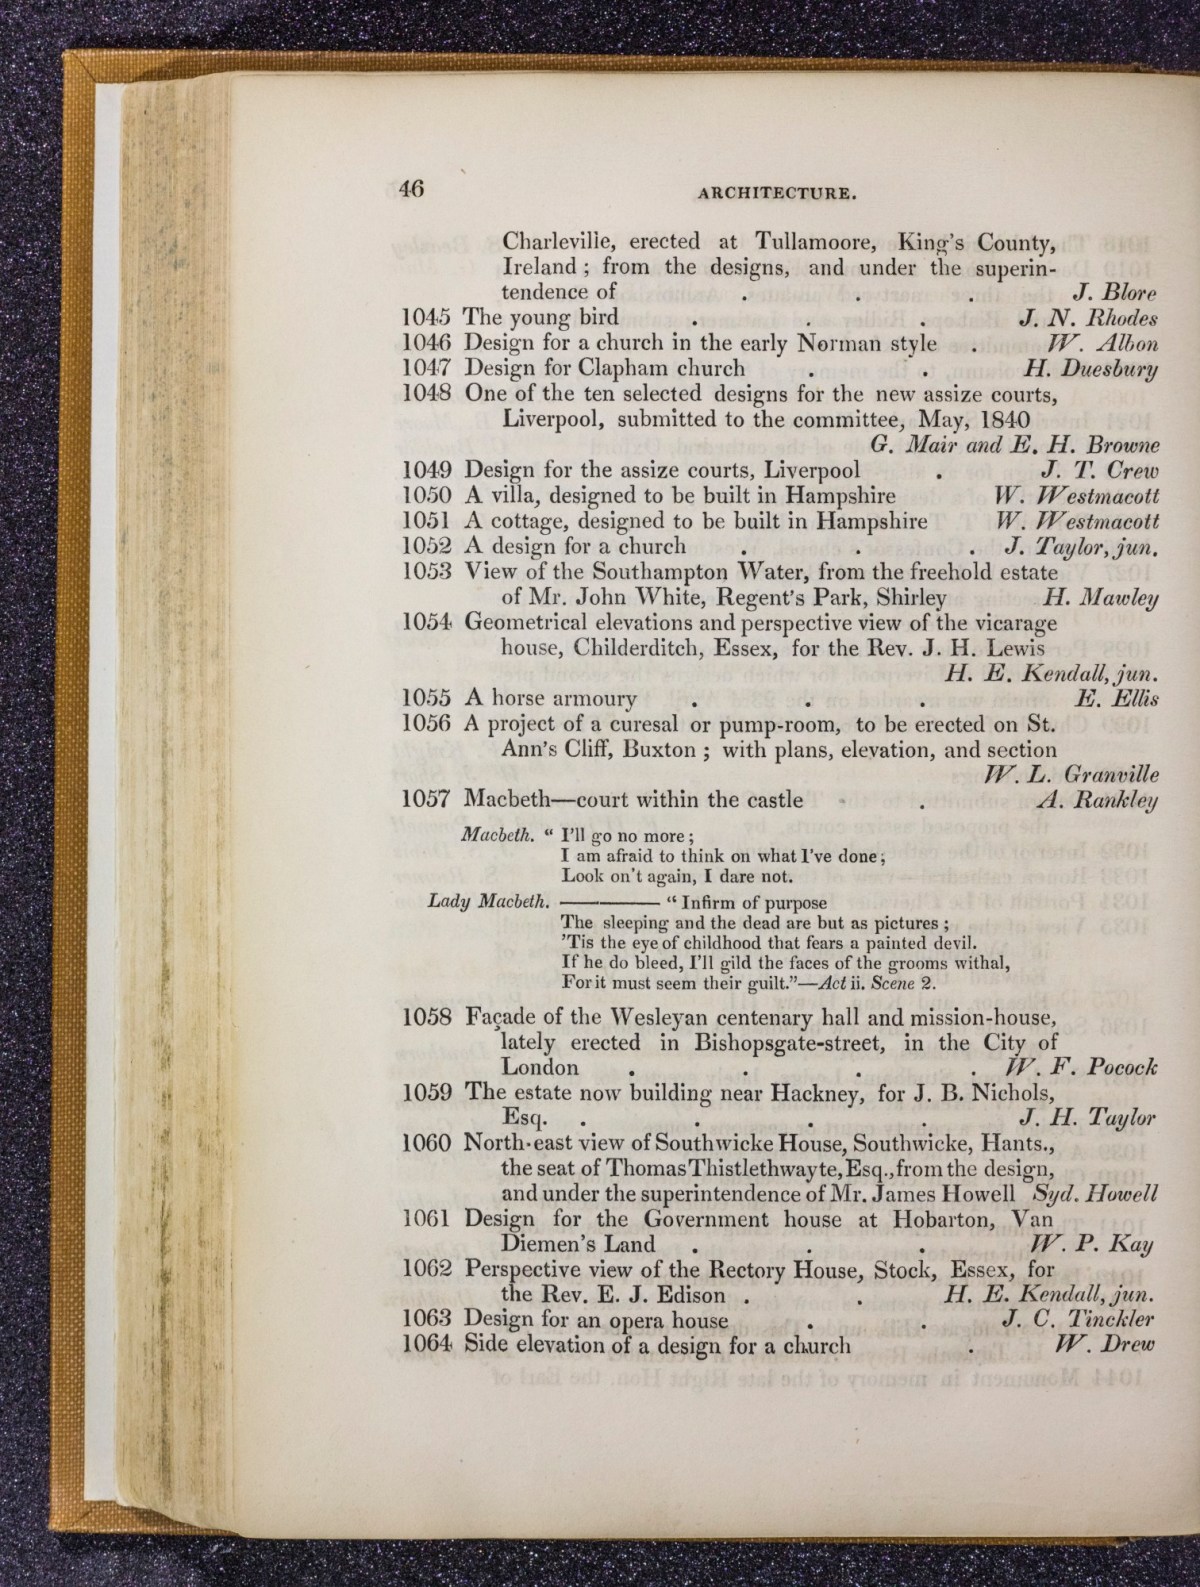 46
ARCHITECTURE.
Charleville, erected at Tullamoore, King's County,
Ireland ; from the designs, and under the superin-
tendence of . . . J. Blore
1045 The young bird . . . J. N. Rhodes
1046 Design for a church in the early Norman style . W. Albon
1047 Design for Clapham church . . H. Duesbury
1048 One of the ten selected designs for the new assize courts,
Liverpool, submitted to the committee, May, 1840
G. Mair and E. H. Browne
1049 Design for the assize courts, Liverpool . J. T. Crew
1050 A villa, designed to be built in Hampshire W. Westmacott
1051 A cottage, designed to be built in Hampshire W. Westmacott
1052 A design for a church . . . J. Taylor, jun.
1053 View of the Southampton Water, from the freehold estate
of Mr. John White, Regent's Park, Shirley H. Mawley
1054 Geometrical elevations and perspective view of the vicarage
house, Childerditch, Essex, for the Rev. J. H. Lewis
H. E. Kendall, jun.
1055 A horse armoury . . . E. Ellis
1056 A project of a curesal or pump-room, to be erected on St.
Ann's Cliff, Buxton ; with plans, elevation, and section
W. L. Granville
1057 Macbeth—court within the castle . A. Rankley
Macbeth. “ I'll go no more ;
I am afraid to think on what I've done ;
Look on't again, I dare not.
Lady Macbeth. ———— “ Infirm of purpose
The sleeping and the dead are but as pictures ;
'Tis the eye of childhood that fears a painted devil.
If he do bleed, I'll gild the faces of the grooms withal,
For it must seem their guilt.”—Act ii. Scene 2.
1058 Façade of the Wesleyan centenary hall and mission-house,
lately erected in Bishopsgate-street, in the City of
London . . . . W. F. Pocock
1059 The estate now building near Hackney, for J. B. Nichols,
Esq. . . . . J. H. Taylor
1060 North-east view of Southwicke House, Southwicke, Hants.,
the seat of Thomas Thistlethwayte, Esq., from the design,
and under the superintendence of Mr. James Howell Syd. Howell
1061 Design for the Government house at Hobarton, Van
Diemen's Land . . . W. P. Kay
1062 Perspective view of the Rectory House, Stock, Essex, for
the Rev. E. J. Edison . . H. E. Kendall, jun.
1063 Design for an opera house . . J. C. Tinckler
1064 Side elevation of a design for a church . W. Drew